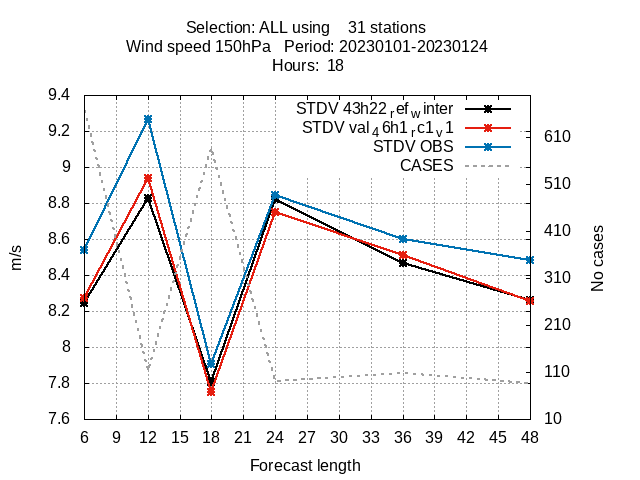 Selection: ALL using 31 stations
Wind speed 150hPa Period: 20230101-20230124
Hours: 18
STDV 43h22ref winter
STDV val46h1rc1v1
STDV OBS
CASES
9.4
9.2
9
8.8
8.6
8.4
8.2
8
7.8
7.6
m/s
610
510
410
310
210
110
10
No cases
6 9 12 15 18 21 24 27 30 33 36 39 42 45 48
Forecast length